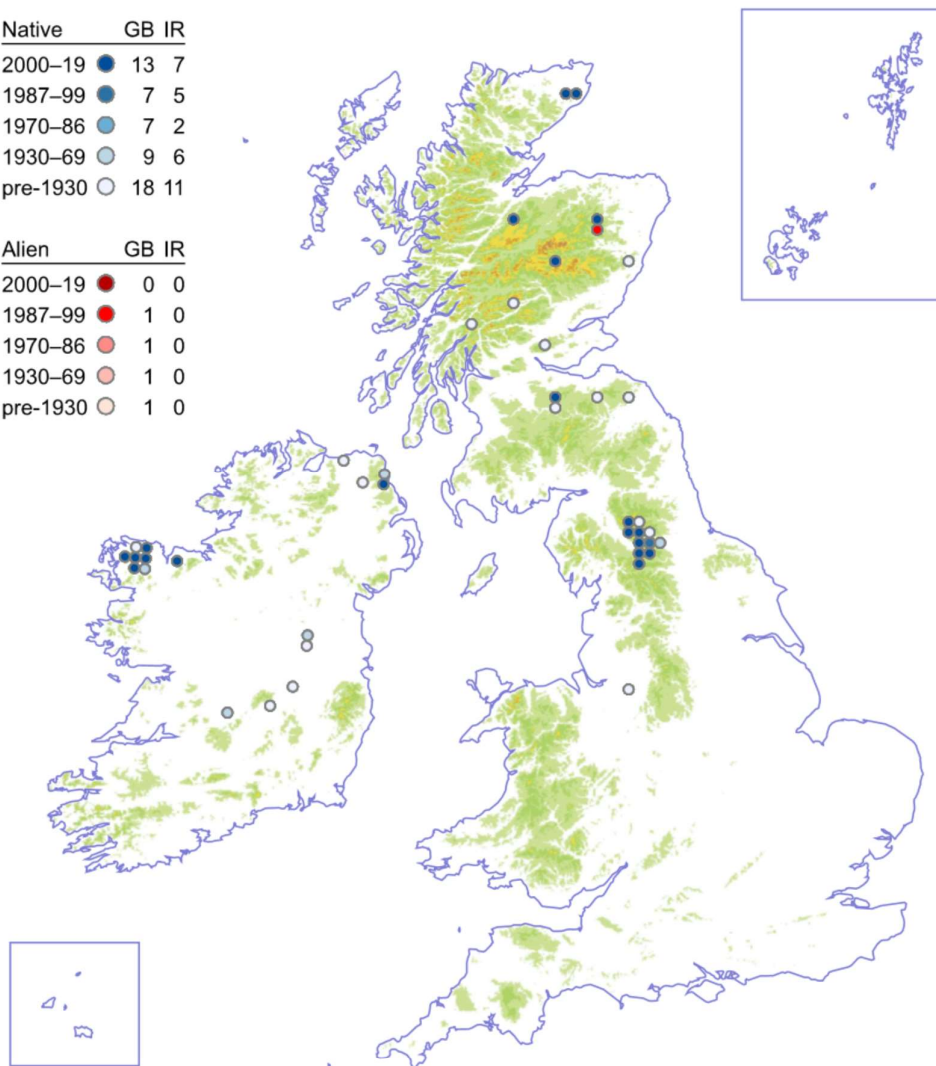 Native GB IR
2000–19 13 7
1987–99 7 5
1970–86 7 2
1930–69 9 6
pre-1930 18 11
Alien GB IR
2000–19 0 0
1987–99 1 0
1970–86 1 0
1930–69 1 0
pre-1930 1 0